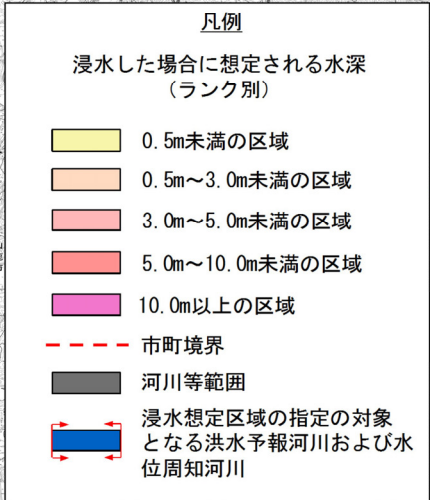 凡例
浸水した場合に想定される水深
(ランク別)
0.5m未満の区域
0.5m～3.0m未満の区域
3.0m～5.0m未満の区域
5.0m～10.0m未満の区域
10.0m以上の区域
市町境界
河川等範囲
浸水想定区域の指定の対象
となる洪水予報河川および水
位周知河川